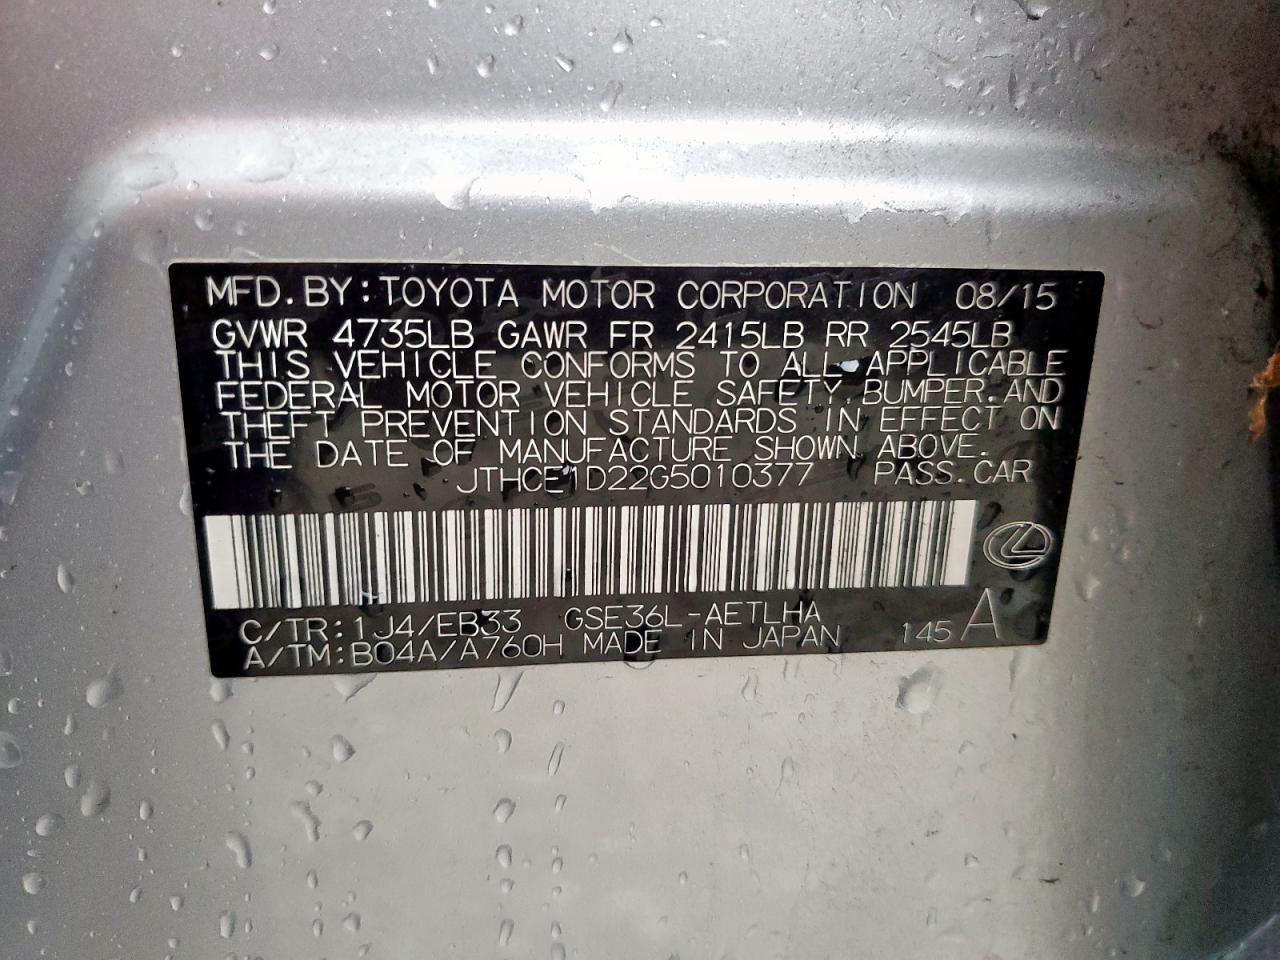 MFD. BY: TOYOTA MOTOR CORPORATION 08/15
GVWR 4735LB GAWR FR 2415LB RR 2545LB
THIS VEHICLE CONFORMS TO ALL APPLICABLE
FEDERAL MOTOR VEHICLE SAFETY, BUMPER, AND
THEFT PREVENTION STANDARDS IN EFFECT ON
THE DATE OF MANUFACTURE SHOWN ABOVE.
JTHCE1D22G5010377 PASS. CAR
C/TR: 1J4/EB33 GSE36L-AETLHA
A/TM: B04A/A760H MADE IN JAPAN 145 A